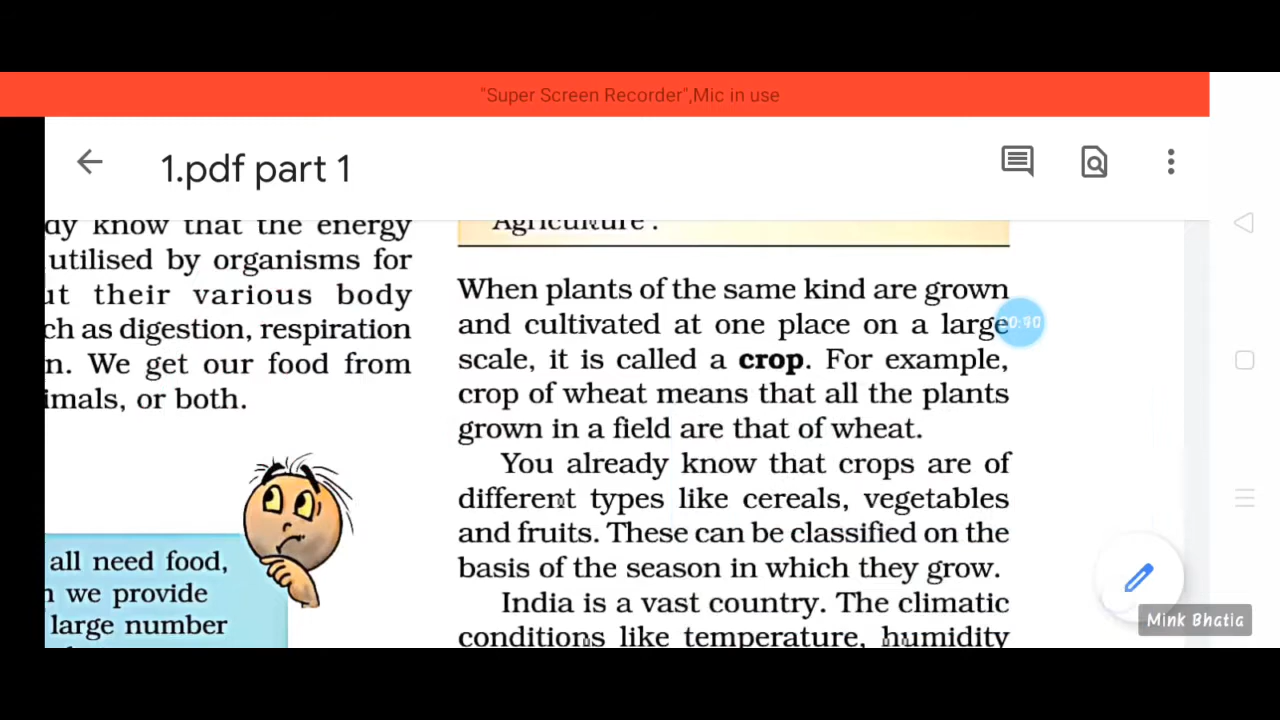 "Super Screen Recorder",Mic in use
1.pdf part 1
dy know that the energy
utilised by organisms for
ut their various body
ch as digestion, respiration
n. We get our food from
imals, or both.
all need food,
we provide
large number
Agriculture'.
When plants of the same kind are grown
and cultivated at one place on a large
scale, it is called a crop. For example,
crop of wheat means that all the plants
grown in a field are that of wheat.
You already know that crops are of
different types like cereals, vegetables
and fruits. These can be classified on the
basis of the season in which they grow.
India is a vast country. The climatic
conditions like temperature, humidity
Mink Bhatia